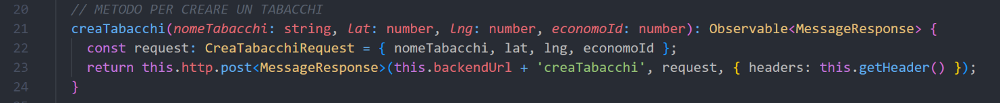 20 // METODO PER CREARE UN TABACCHI
21 creaTabacchi(nomeTabacchi: string, lat: number, lng: number, economoId: number): Observable<MessageResponse> {
22 const request: CreaTabacchiRequest = { nomeTabacchi, lat, lng, economoId };
23 return this.http.post<MessageResponse>(this.backendUrl + 'creaTabacchi', request, { headers: this.getHeader() });
24 }